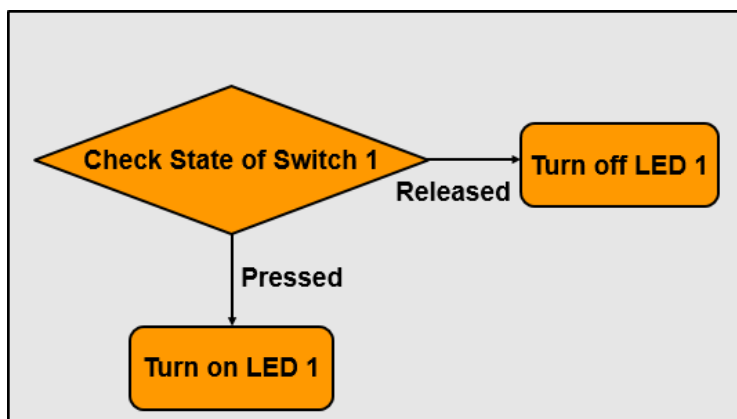 Check State of Switch 1
Turn off LED 1
Released
Pressed
Turn on LED 1